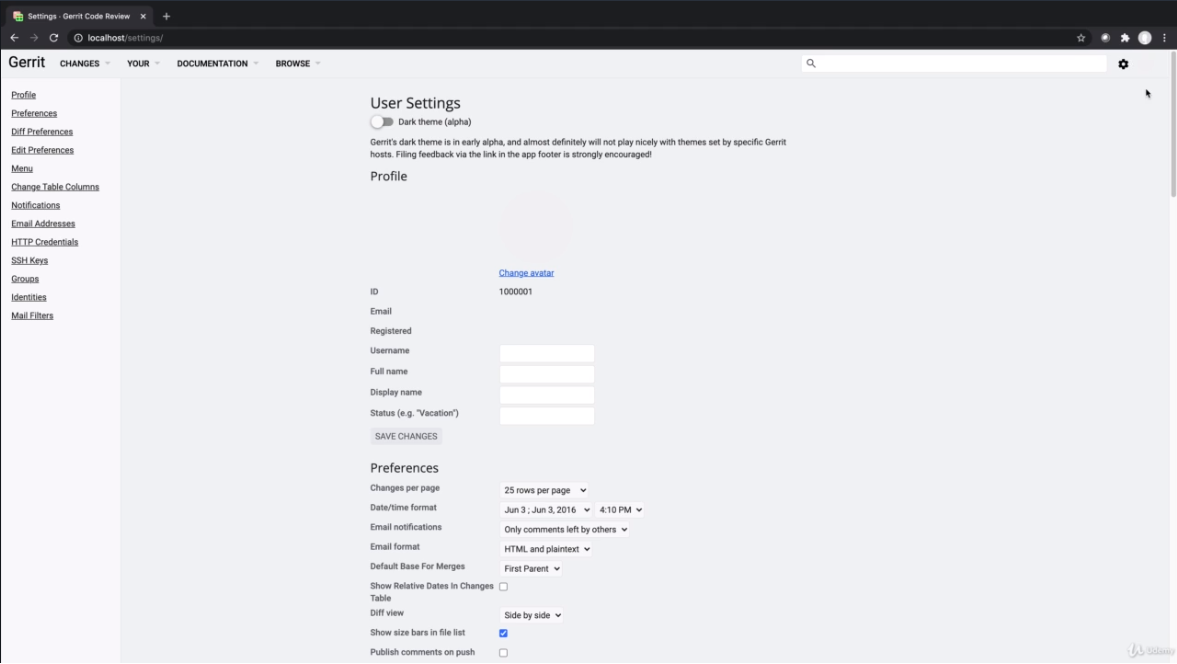 Settings · Gerrit Code Review
localhost/settings/
Gerrit CHANGES YOUR DOCUMENTATION BROWSE
Profile
Preferences
Diff Preferences
Edit Preferences
Menu
Change Table Columns
Notifications
Email Addresses
HTTP Credentials
SSH Keys
Groups
Identities
Mail Filters
User Settings
Dark theme (alpha)
Gerrit's dark theme is in early alpha, and almost definitely will not play nicely with themes set by specific Gerrit
hosts. Filing feedback via the link in the app footer is strongly encouraged!
Profile
Change avatar
ID 1000001
Email
Registered
Username
Full name
Display name
Status (e.g. "Vacation")
SAVE CHANGES
Preferences
Changes per page 25 rows per page
Date/time format Jun 3 ; Jun 3, 2016 4:10 PM
Email notifications Only comments left by others
Email format HTML and plaintext
Default Base For Merges First Parent
Show Relative Dates In Changes
Table
Diff view Side by side
Show size bars in file list
Publish comments on push
Udemy